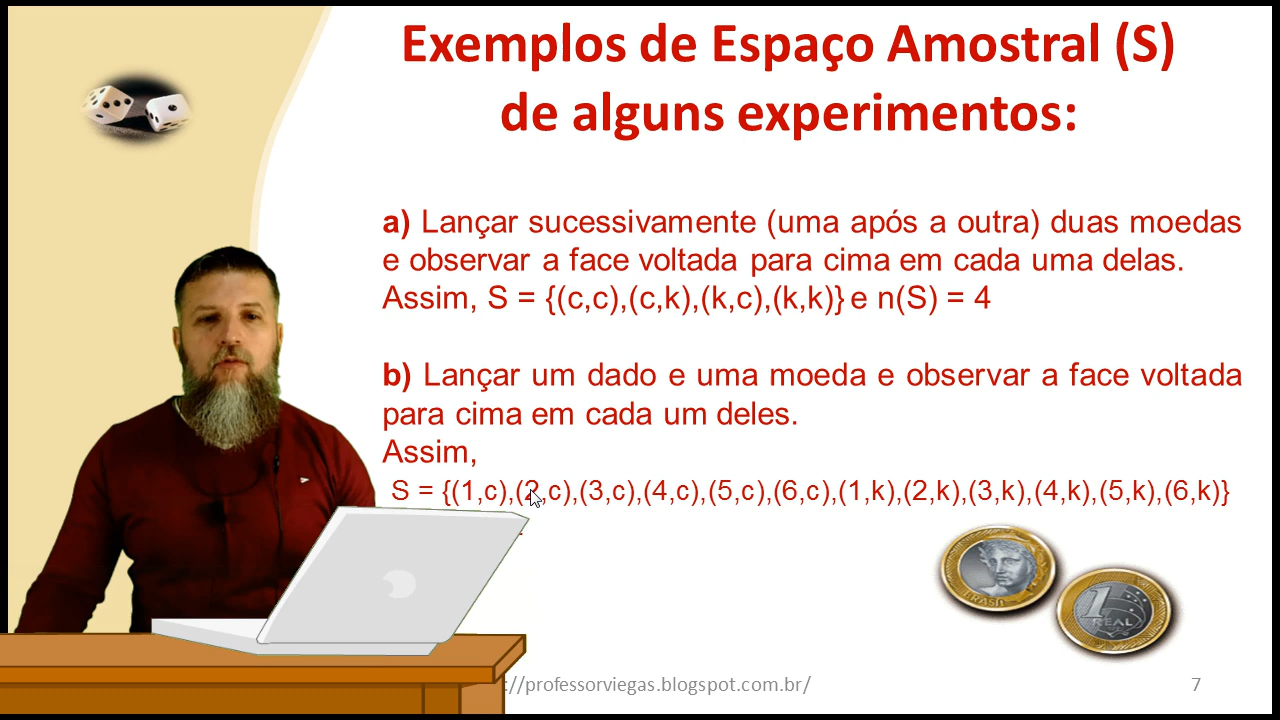 Exemplos de Espaço Amostral (S)
de alguns experimentos:
a) Lançar sucessivamente (uma após a outra) duas moedas
e observar a face voltada para cima em cada uma delas.
Assim, S = {(c,c),(c,k),(k,c),(k,k)} e n(S) = 4
b) Lançar um dado e uma moeda e observar a face voltada
para cima em cada um deles.
Assim,
S = {(1,c),(2,c),(3,c),(4,c),(5,c),(6,c),(1,k),(2,k),(3,k),(4,k),(5,k),(6,k)}
BRASIL
1
REAL
://professorviegas.blogspot.com.br/
7